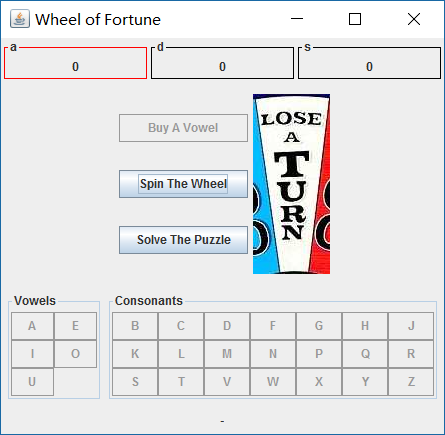 Wheel of Fortune
a d s
0 0 0
Buy A Vowel
Spin The Wheel
Solve The Puzzle
LOSE
A
TURN
Vowels
A E
I O
U
Consonants
B C D F G H J
K L M N P Q R
S T V W X Y Z
-